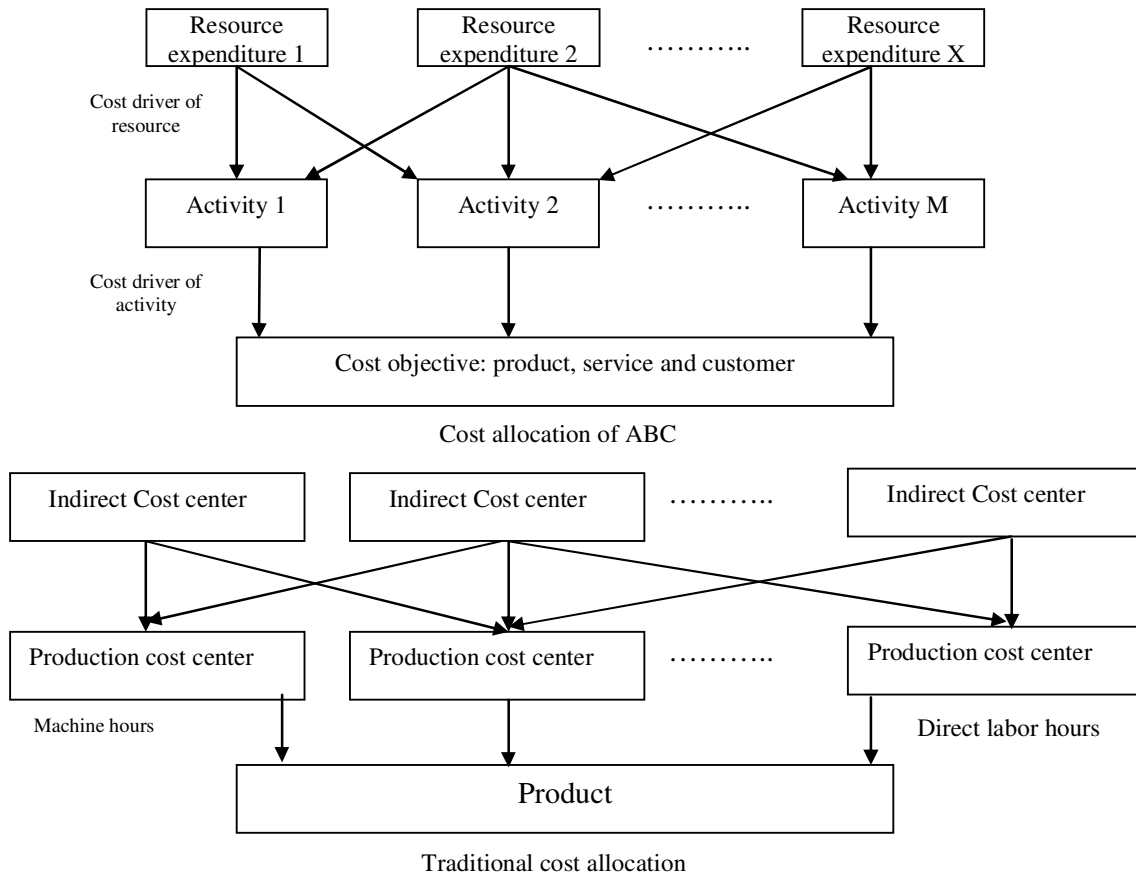 Resource
expenditure 1
Resource
expenditure 2
………..
Resource
expenditure X
Cost driver of
resource
Activity 1
Activity 2
………..
Activity M
Cost driver of
activity
Cost objective: product, service and customer
Cost allocation of ABC
Indirect Cost center
Indirect Cost center
………..
Indirect Cost center
Production cost center
Production cost center
………..
Production cost center
Machine hours
Direct labor hours
Product
Traditional cost allocation